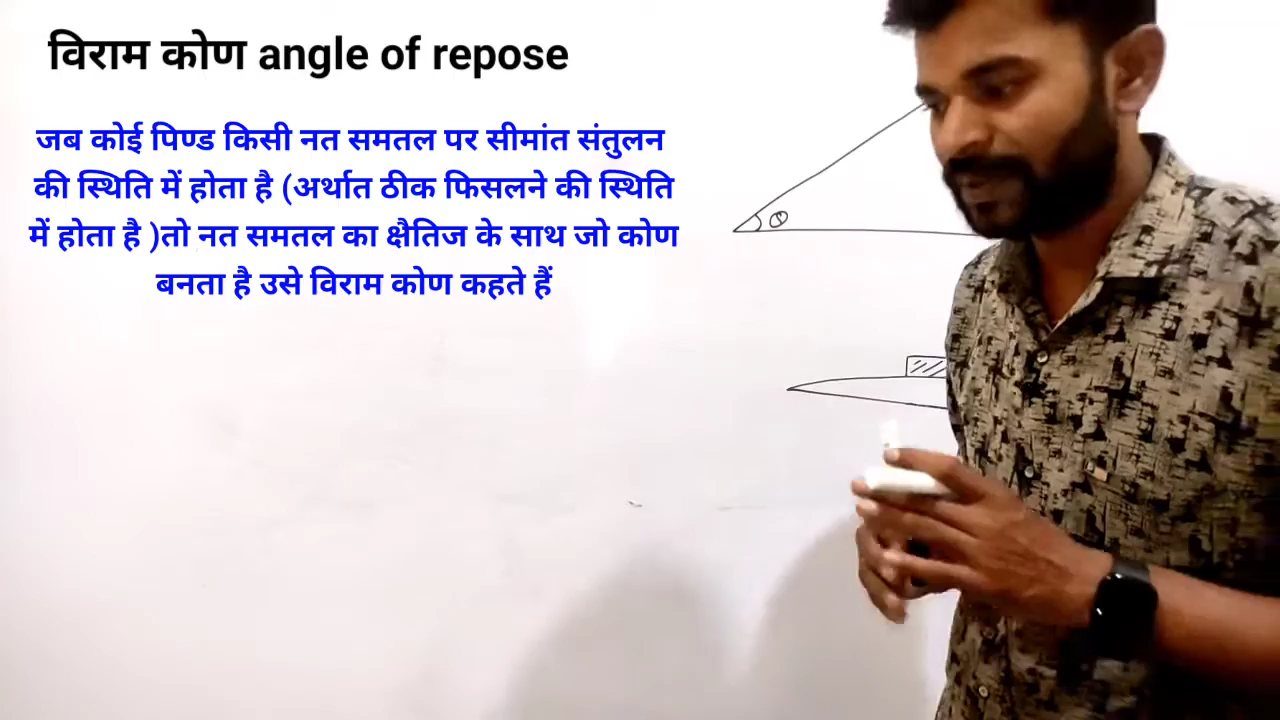 विराम कोण angle of repose
जब कोई पिण्ड किसी नत समतल पर सीमांत संतुलन
की स्थिति में होता है (अर्थात ठीक फिसलने की स्थिति
में होता है )तो नत समतल का क्षैतिज के साथ जो कोण
बनता है उसे विराम कोण कहते हैं
θ